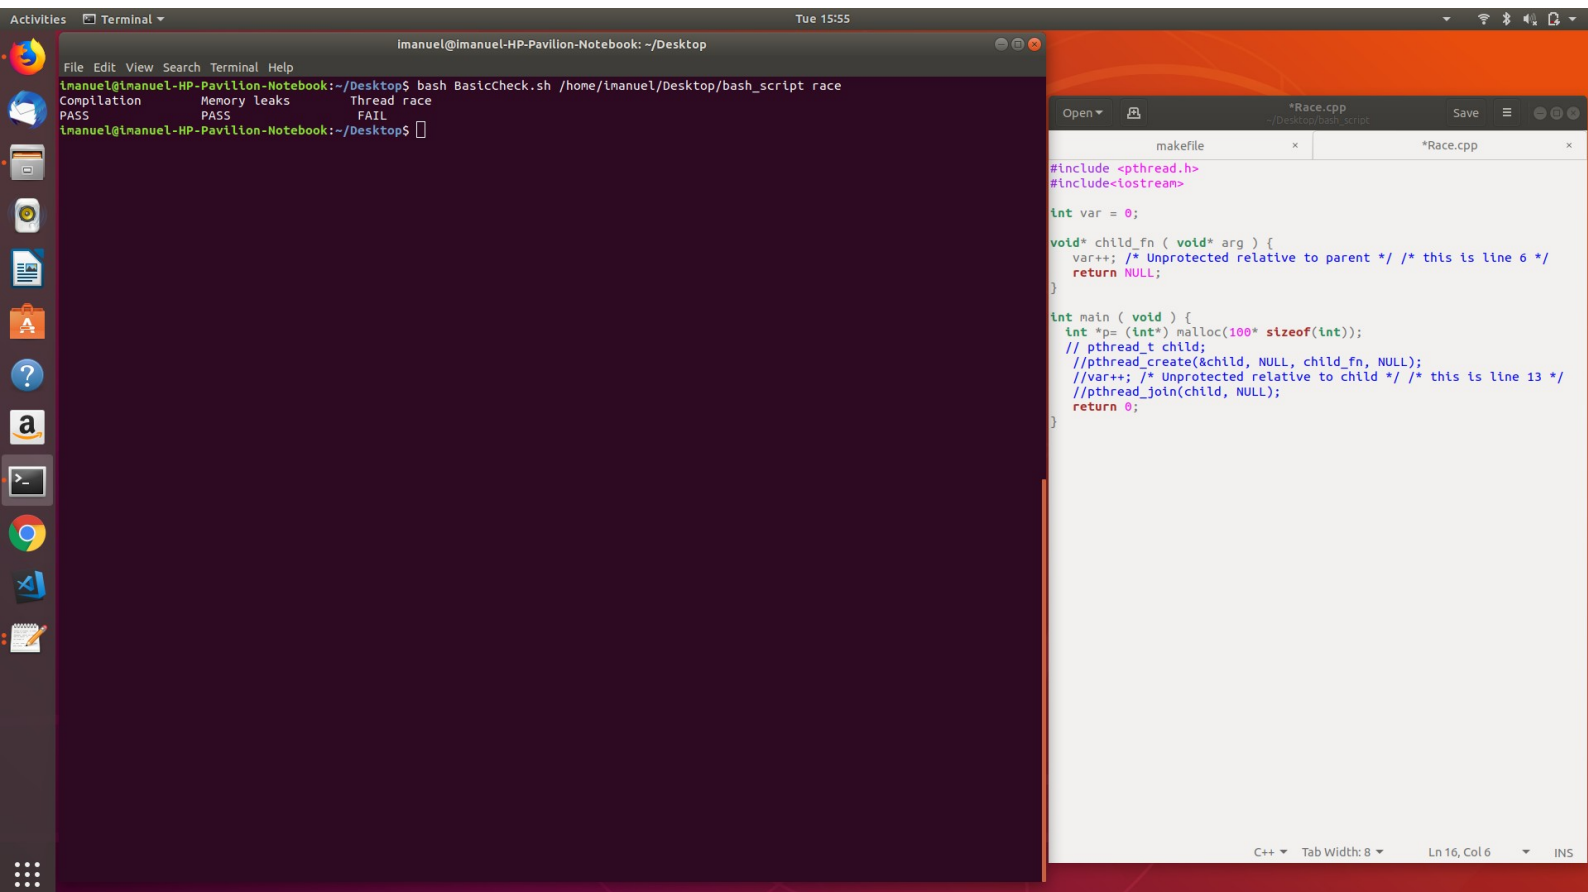 Activities Terminal Tue 15:55
imanuel@imanuel-HP-Pavilion-Notebook: ~/Desktop
File Edit View Search Terminal Help
imanuel@imanuel-HP-Pavilion-Notebook:~/Desktop$ bash BasicCheck.sh /home/imanuel/Desktop/bash_script race
Compilation Memory leaks Thread race
PASS PASS FAIL
imanuel@imanuel-HP-Pavilion-Notebook:~/Desktop$
Open *Race.cpp Save
~/Desktop/bash_script
makefile × *Race.cpp ×
#include <pthread.h>
#include<iostream>
int var = 0;
void* child_fn ( void* arg ) {
var++; /* Unprotected relative to parent */ /* this is line 6 */
return NULL;
}
int main ( void ) {
int *p= (int*) malloc(100* sizeof(int));
// pthread_t child;
//pthread_create(&child, NULL, child_fn, NULL);
//var++; /* Unprotected relative to child */ /* this is line 13 */
//pthread_join(child, NULL);
return 0;
}
C++ Tab Width: 8 Ln 16, Col 6 INS